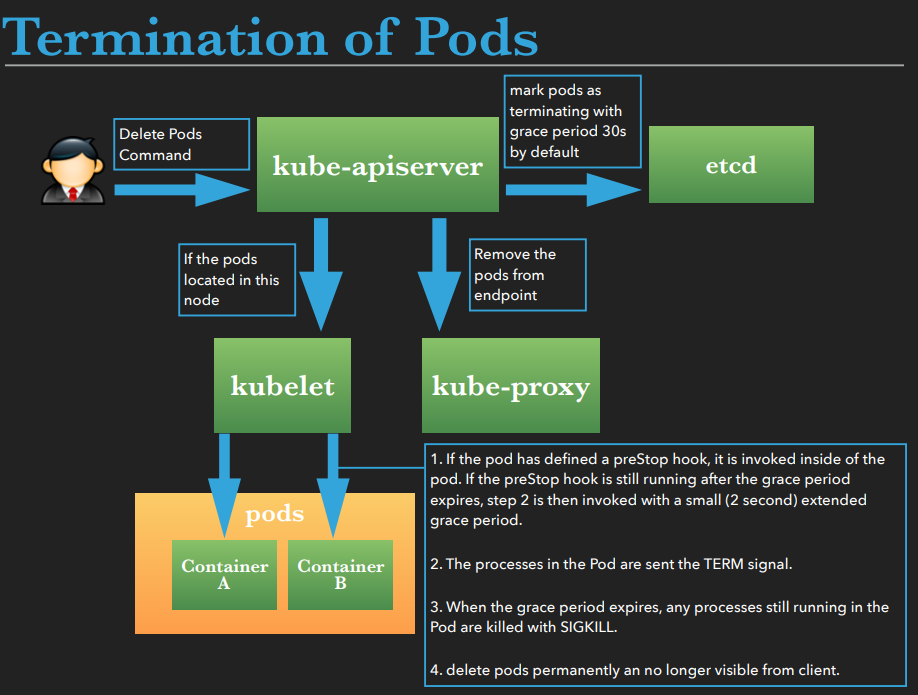 Termination of Pods
Delete Pods
Command
kube-apiserver
mark pods as
terminating with
grace period 30s
by default
etcd
If the pods
located in this
node
Remove the
pods from
endpoint
kubelet
kube-proxy
pods
Container
A
Container
B
1. If the pod has defined a preStop hook, it is invoked inside of the
pod. If the preStop hook is still running after the grace period
expires, step 2 is then invoked with a small (2 second) extended
grace period.
2. The processes in the Pod are sent the TERM signal.
3. When the grace period expires, any processes still running in the
Pod are killed with SIGKILL.
4. delete pods permanently an no longer visible from client.